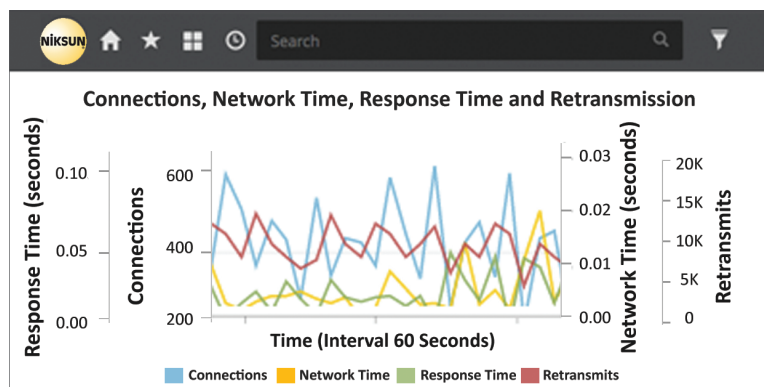 NIKSUN
Search
Connections, Network Time, Response Time and Retransmission
Response Time (seconds)
0.10
0.05
0.00
Connections
600
400
200
0.03
0.02
0.01
0.00
Network Time (seconds)
20K
15K
10K
5K
0
Retransmits
Time (Interval 60 Seconds)
Connections Network Time Response Time Retransmits